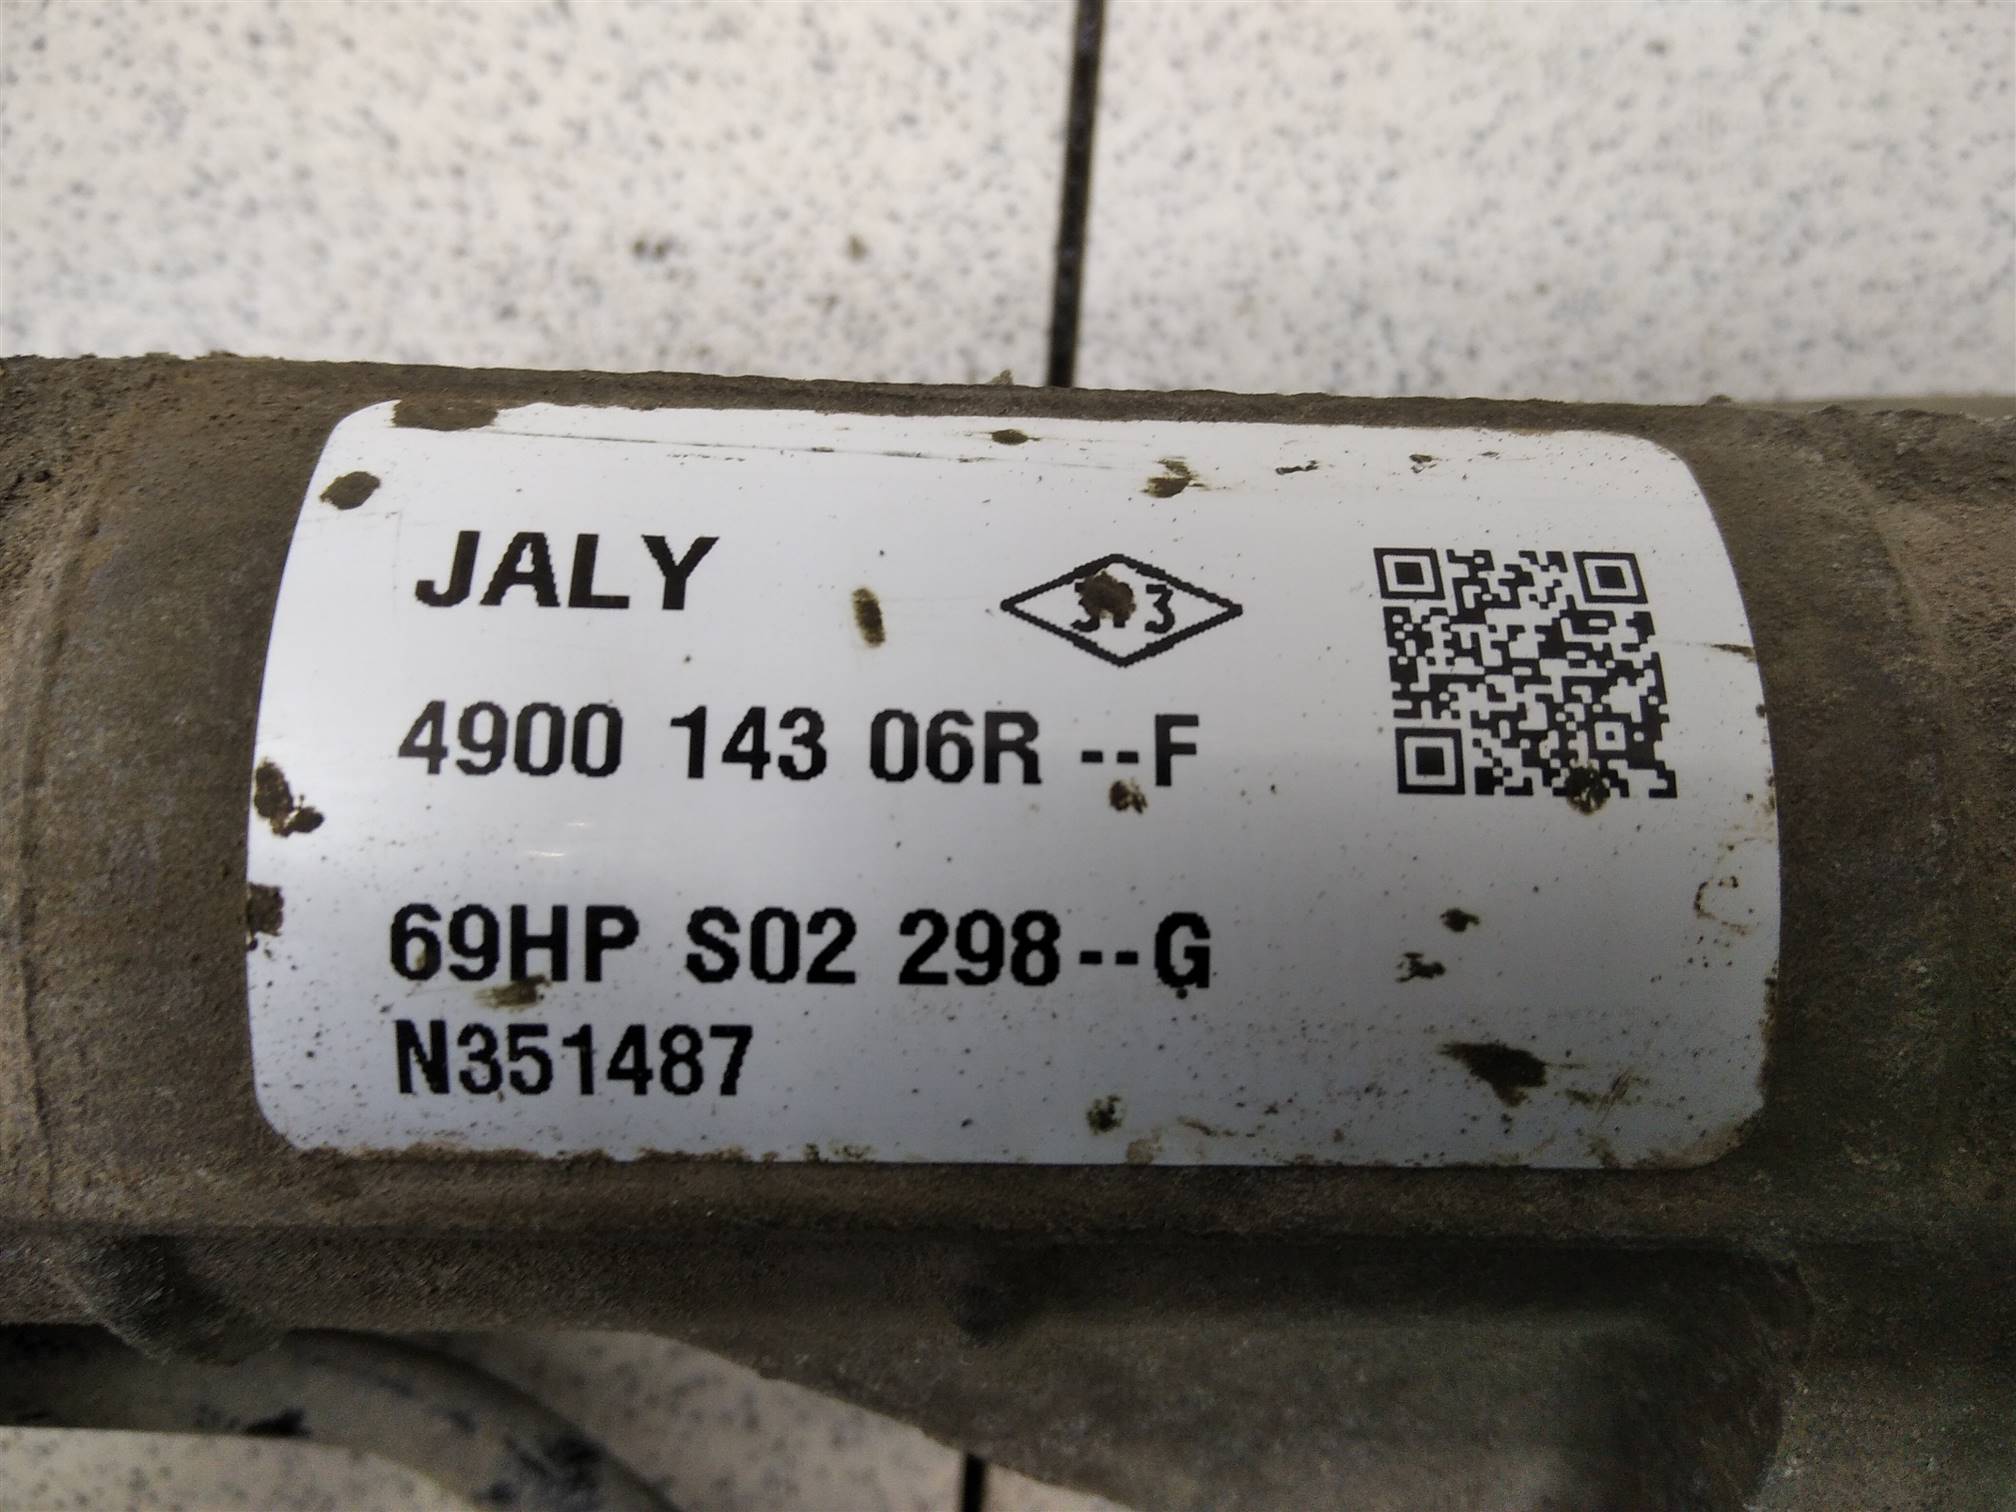 JALY
4900 143 06R --F
69HP S02 298--G
N351487